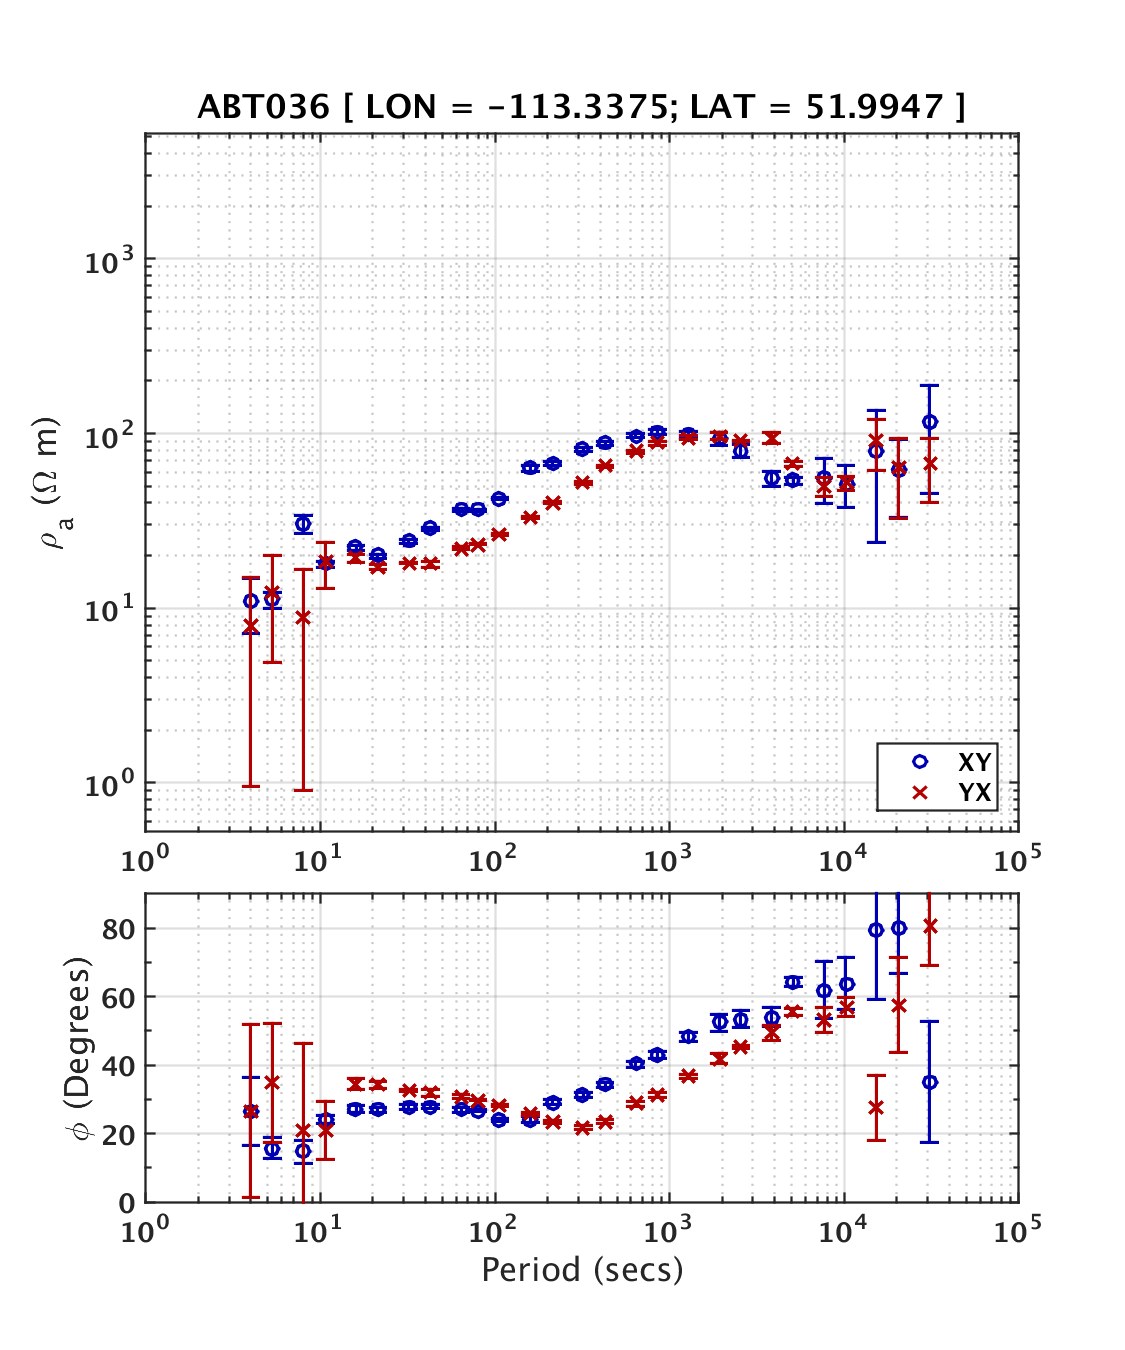 ABT036 [ LON = -113.3375; LAT = 51.9947 ]
10³
10²
10¹
10⁰
ρa (Ω m)
XY
YX
10⁰ 10¹ 10² 10³ 10⁴ 10⁵
80
60
40
20
0
ϕ (Degrees)
10⁰ 10¹ 10² 10³ 10⁴ 10⁵
Period (secs)